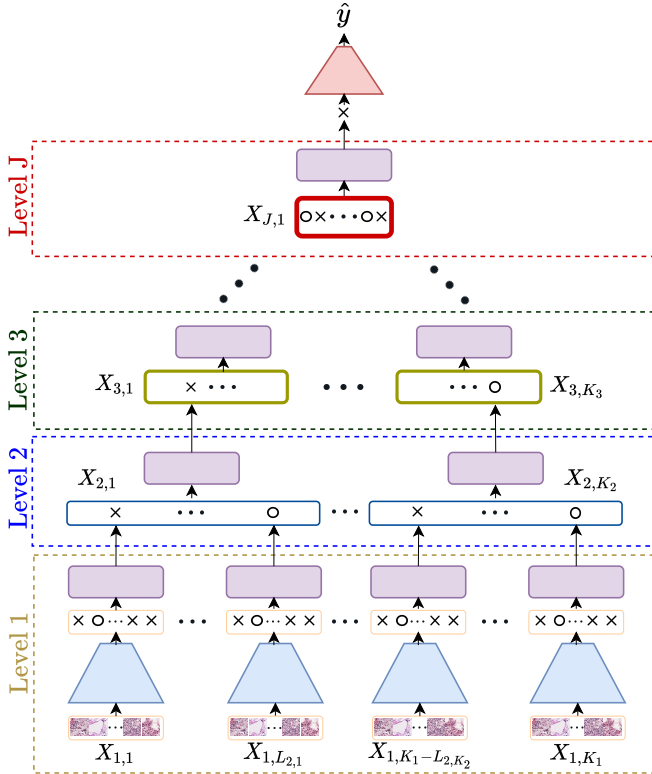 ŷ
Level J
X_{J,1}
Level 3
X_{3,1}
X_{3,K_3}
Level 2
X_{2,1}
X_{2,K_2}
Level 1
X_{1,1}
X_{1,L_{2,1}}
X_{1,K_1-L_{2,K_2}}
X_{1,K_1}